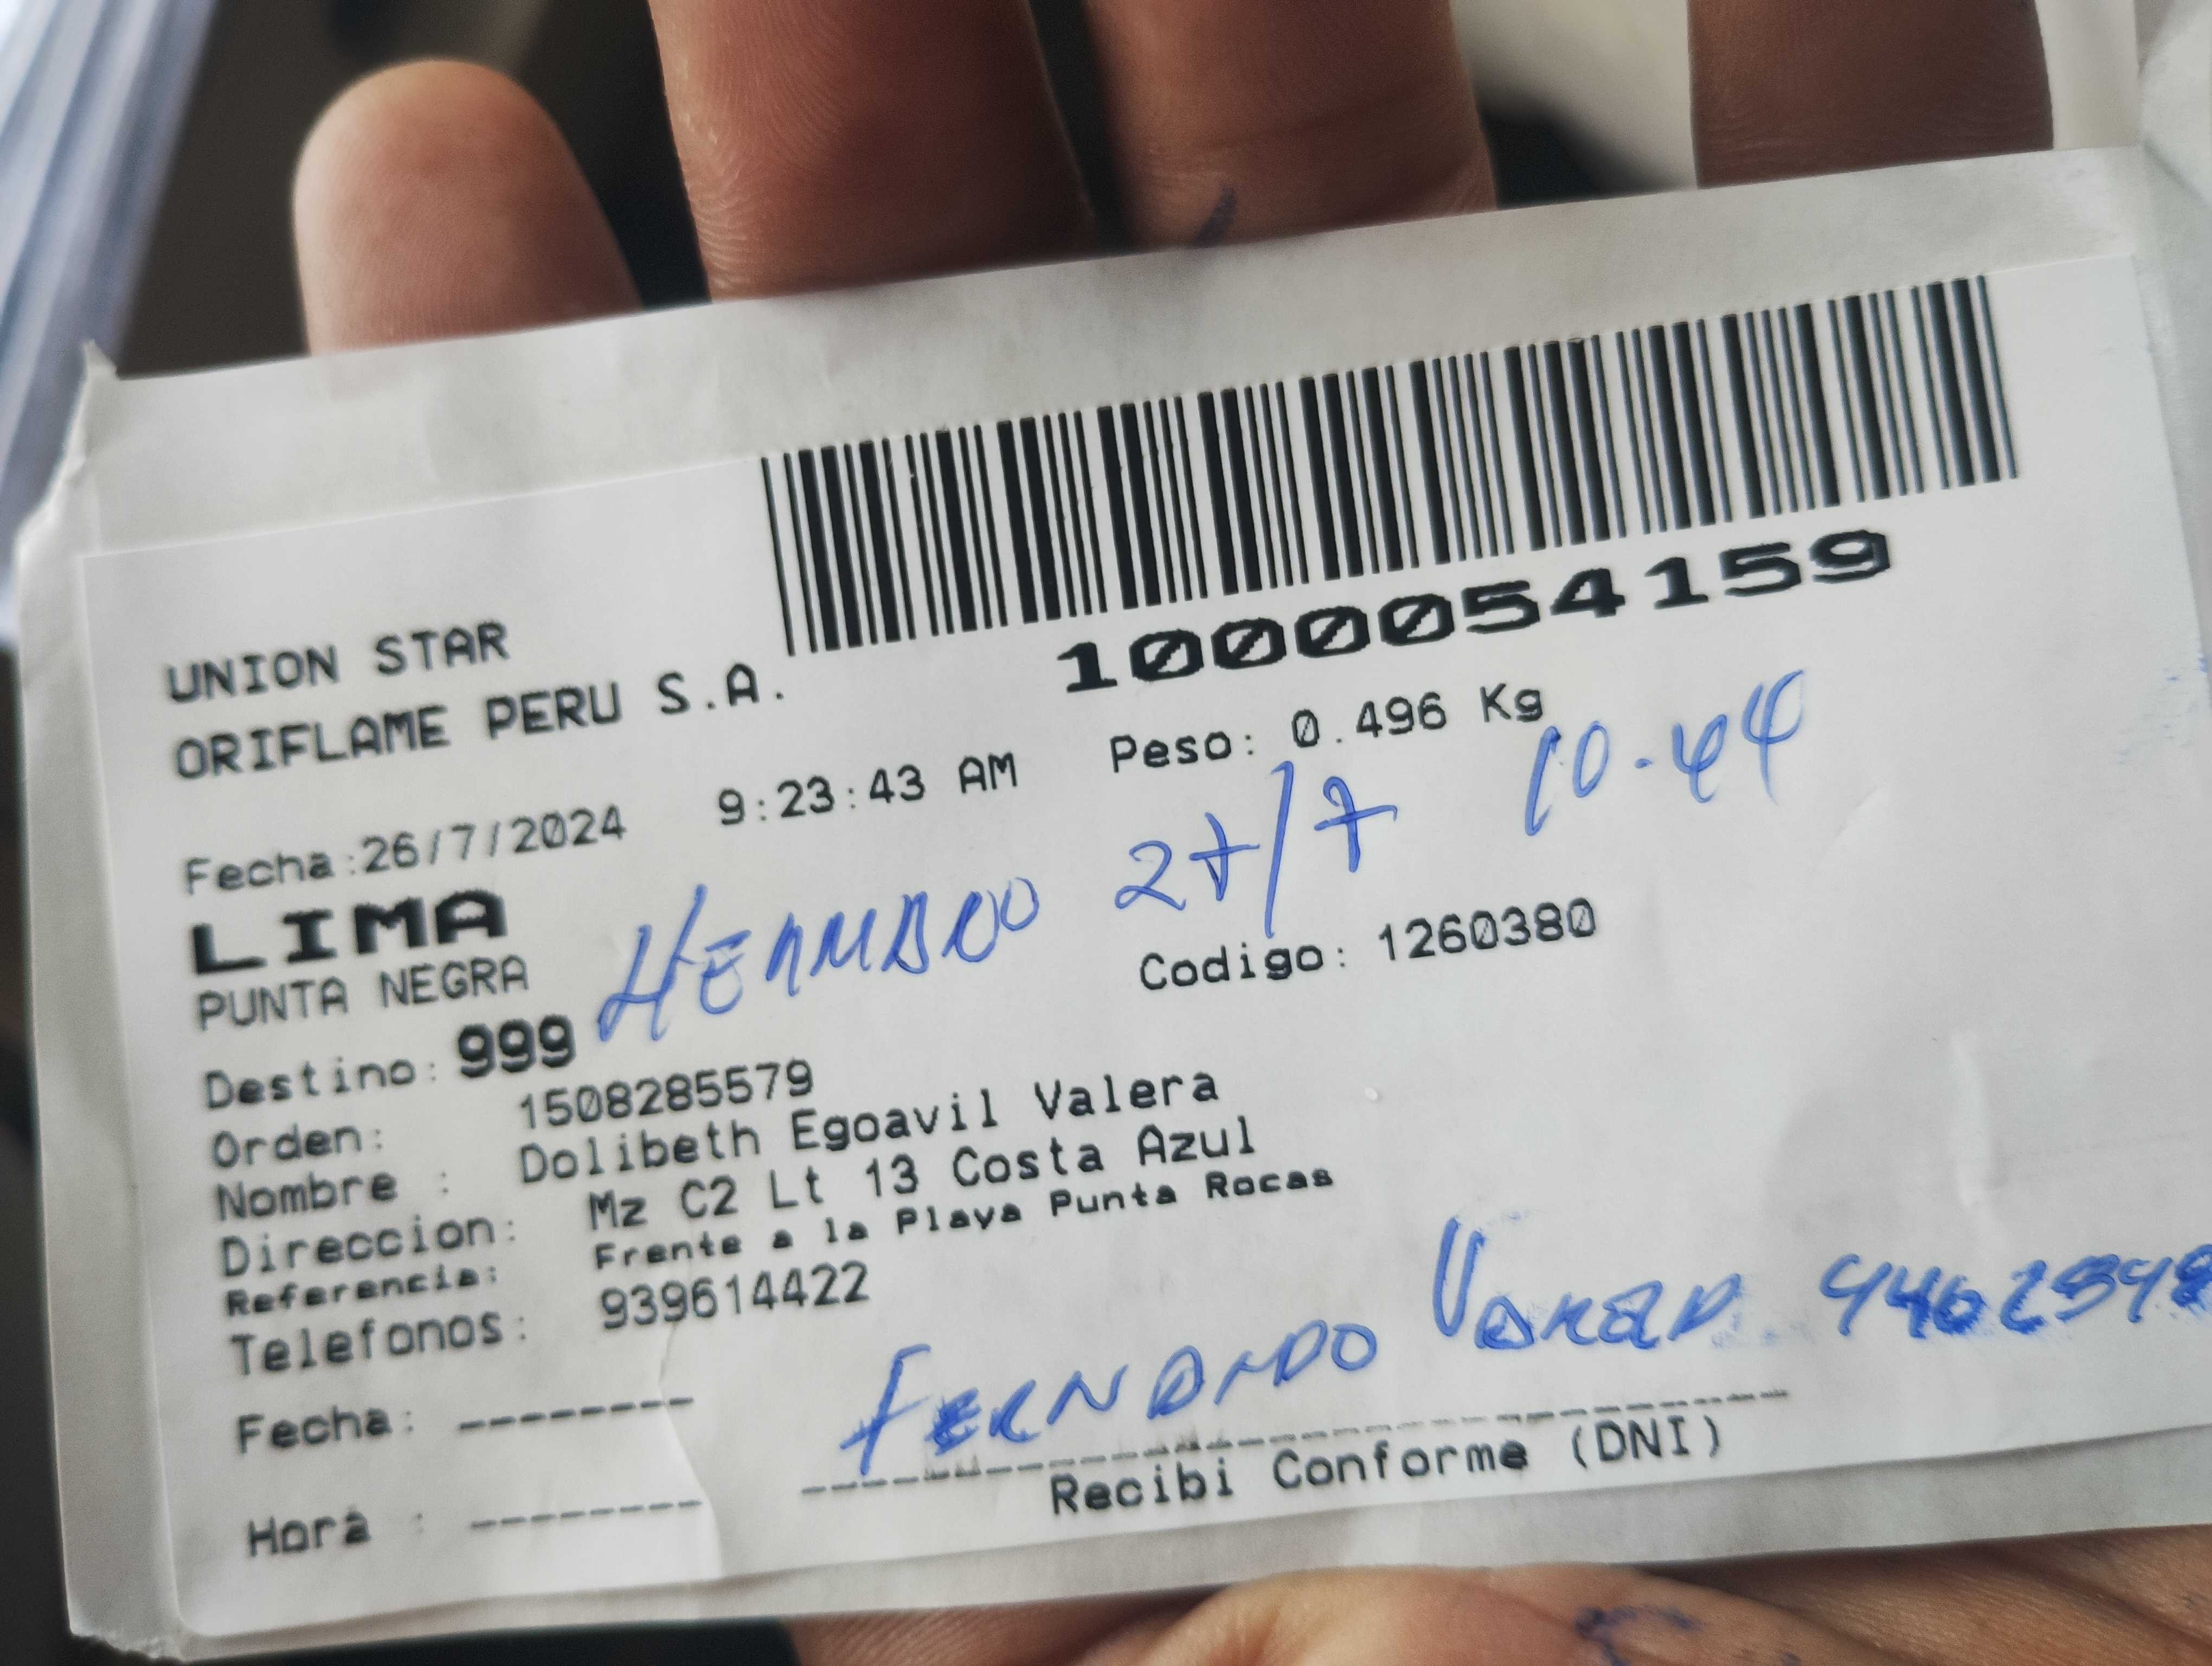 1000054159
UNION STAR
ORIFLAME PERU S.A.
Peso: 0.496 Kg
Fecha:26/7/2024 9:23:43 AM
10.44
LIMA
HERMANO 27/7
PUNTA NEGRA
Codigo: 1260380
Destino: 999
Orden: 1508285579
Nombre : Dolibeth Egoavil Valera
Direccion: Mz C2 Lt 13 Costa Azul
Referencia: Frente a la Playa Punta Rocas
Telefonos: 939614422
FERNANDO
Fecha: --------
Recibi Conforme (DNI)
Hora : --------